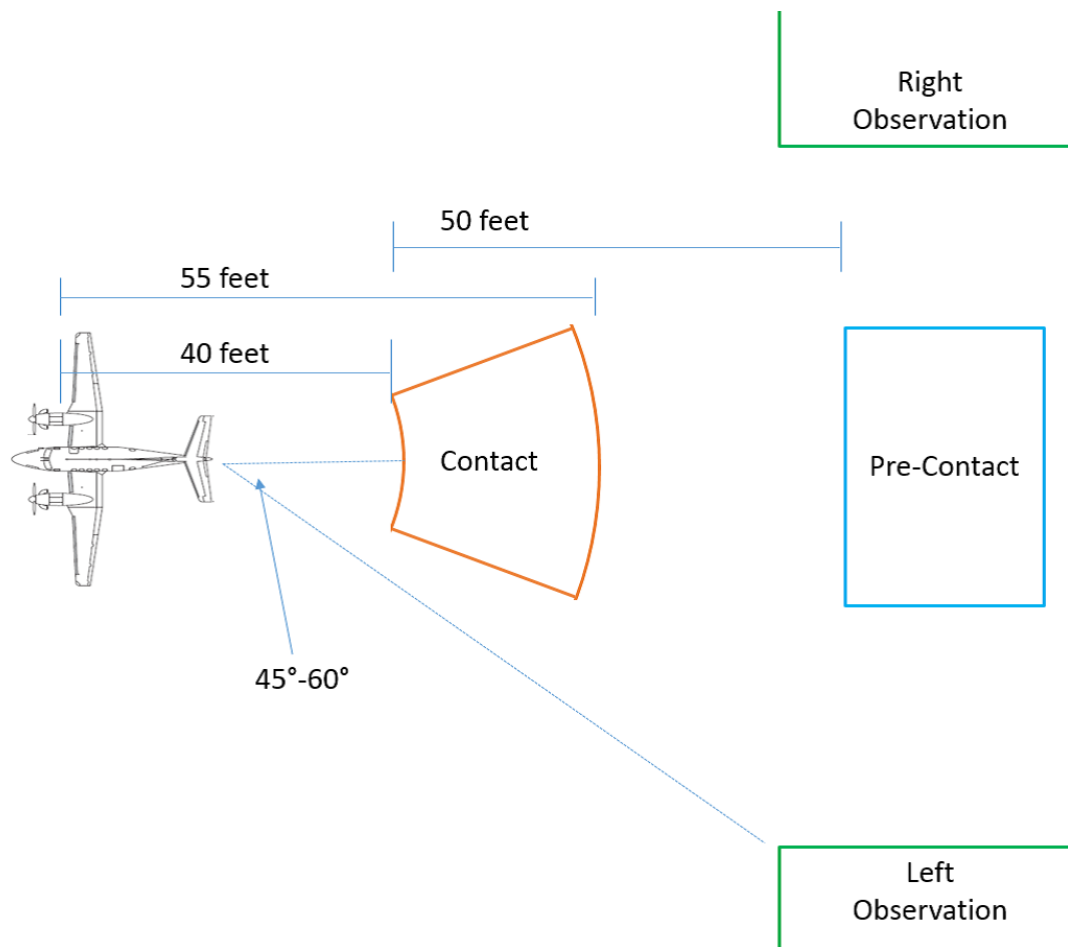 Right
Observation
50 feet
55 feet
40 feet
Contact
Pre-Contact
45°-60°
Left
Observation